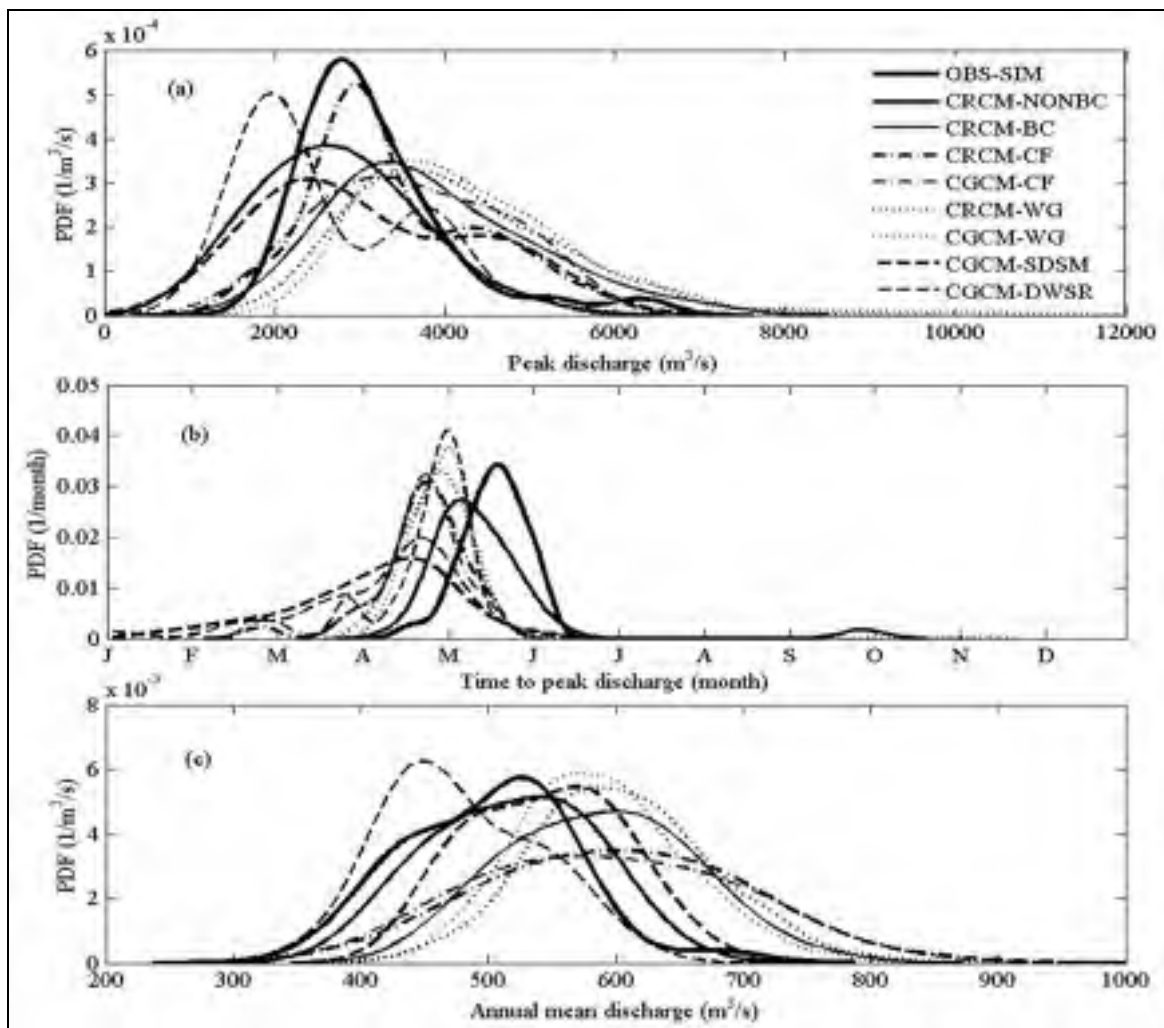 x 10⁻⁴
6
5
4
3
2
1
0
PDF (1/m³/s)
(a)
OBS-SIM
CRCM-NONBC
CRCM-BC
CRCM-CF
CGCM-CF
CRCM-WG
CGCM-WG
CGCM-SDSM
CGCM-DWSR
0 2000 4000 6000 8000 10000 12000
Peak discharge (m³/s)
0.05
0.04
0.03
0.02
0.01
0
PDF (1/month)
(b)
J F M A M J J A S O N D
Time to peak discharge (month)
x 10⁻³
8
6
4
2
0
PDF (1/m³/s)
(c)
200 300 400 500 600 700 800 900 1000
Annual mean discharge (m³/s)